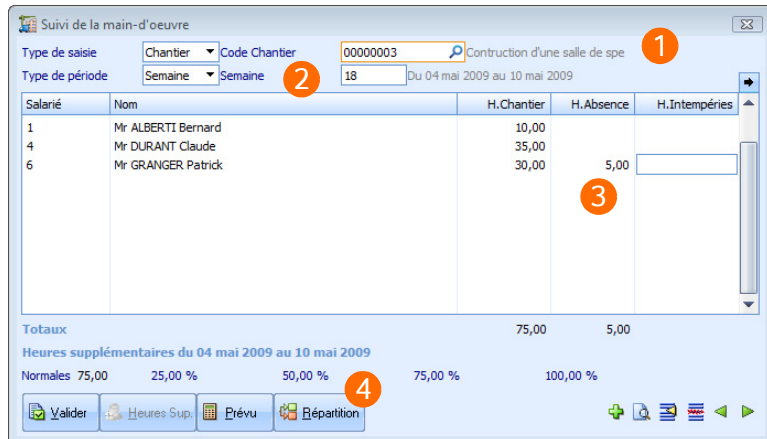 Suivi de la main-d'oeuvre
Type de saisie Chantier Code Chantier 00000003 Contruction d'une salle de spe 1
Type de période Semaine Semaine 2 18 Du 04 mai 2009 au 10 mai 2009
Salarié Nom H.Chantier H.Absence H.Intempéries
1 Mr ALBERTI Bernard 10,00
4 Mr DURANT Claude 35,00
6 Mr GRANGER Patrick 30,00 5,00
3
Totaux 75,00 5,00
Heures supplémentaires du 04 mai 2009 au 10 mai 2009
Normales 75,00 25,00 % 50,00 % 75,00 % 100,00 %
4
Valider Heures Sup. Prévu Répartition